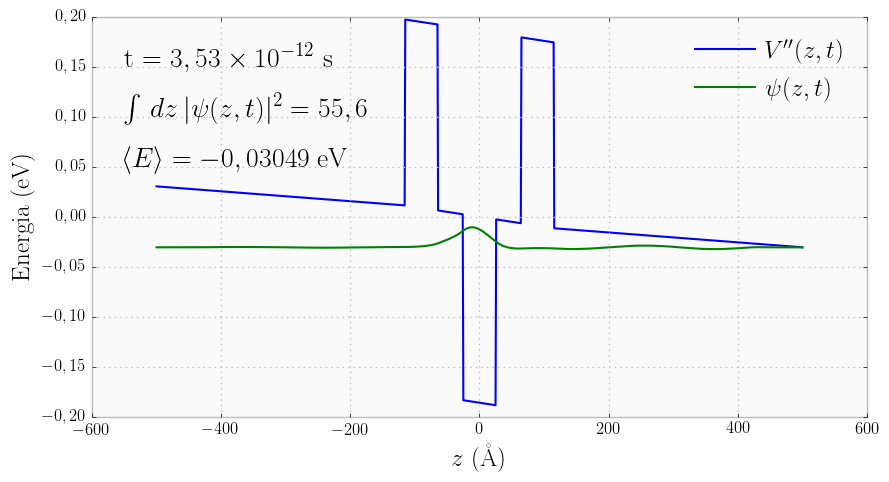 0,20
0,15
0,10
0,05
0,00
−0,05
−0,10
−0,15
−0,20
Energia (eV)
t = 3,53 × 10⁻¹² s
∫ dz |ψ(z, t)|² = 55,6
⟨E⟩ = −0,03049 eV
V″(z, t)
ψ(z, t)
−600 −400 −200 0 200 400 600
z (Å)